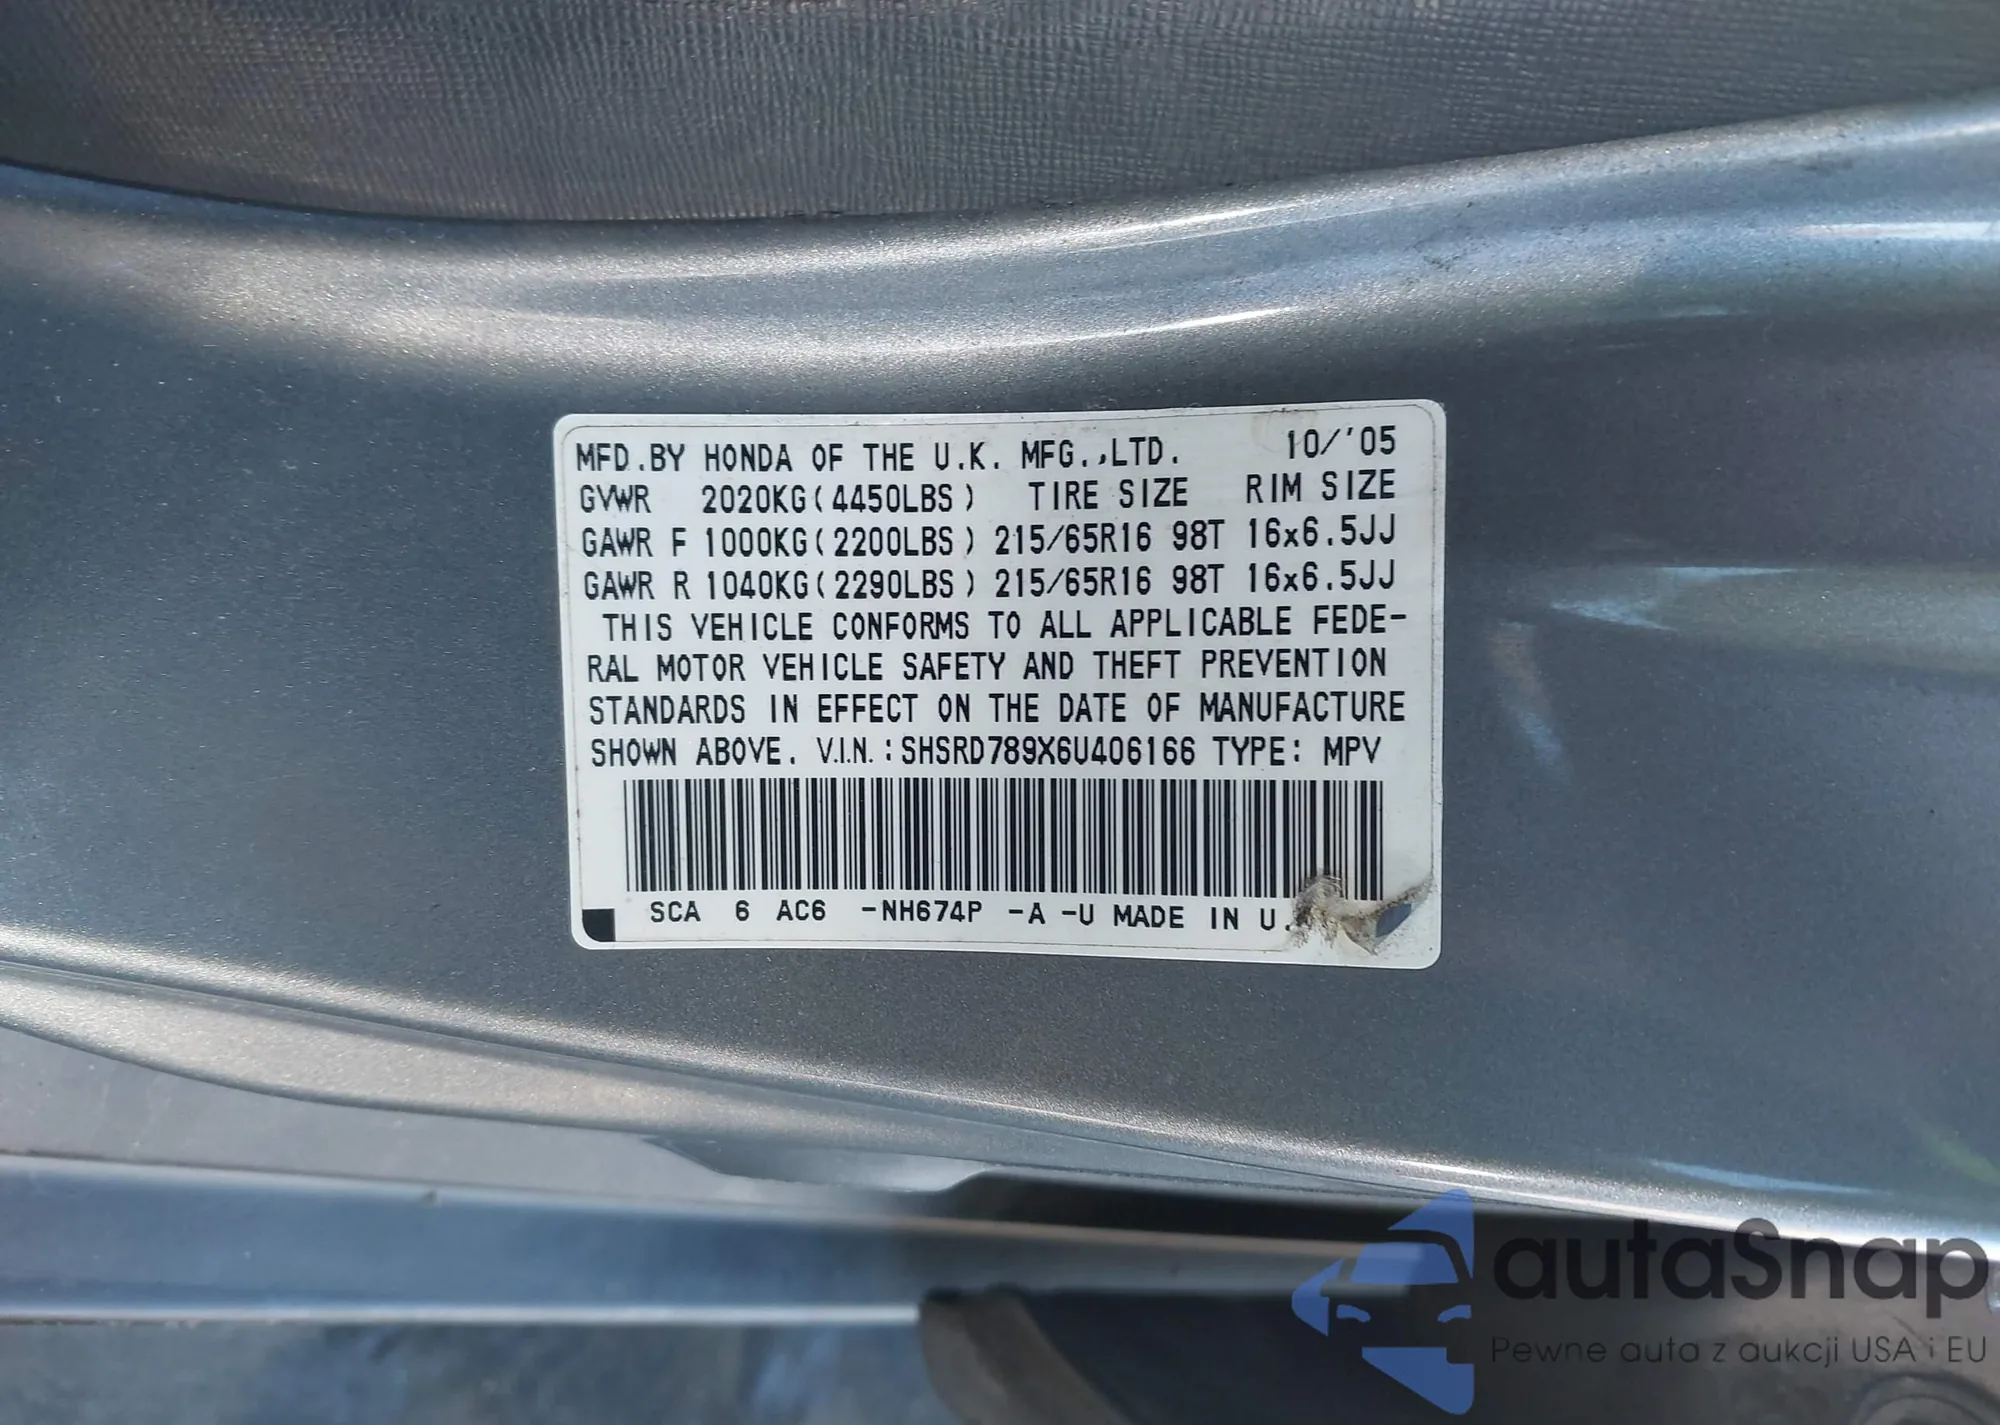 MFD.BY HONDA OF THE U.K. MFG.,LTD. 10/'05
GVWR 2020KG(4450LBS) TIRE SIZE RIM SIZE
GAWR F 1000KG(2200LBS) 215/65R16 98T 16x6.5JJ
GAWR R 1040KG(2290LBS) 215/65R16 98T 16x6.5JJ
THIS VEHICLE CONFORMS TO ALL APPLICABLE FEDE-
RAL MOTOR VEHICLE SAFETY AND THEFT PREVENTION
STANDARDS IN EFFECT ON THE DATE OF MANUFACTURE
SHOWN ABOVE. V.I.N.:SHSRD789X6U406166 TYPE: MPV
SCA 6 AC6 -NH674P -A -U MADE IN U.
autaSnap
Pewne auta z aukcji USA i EU